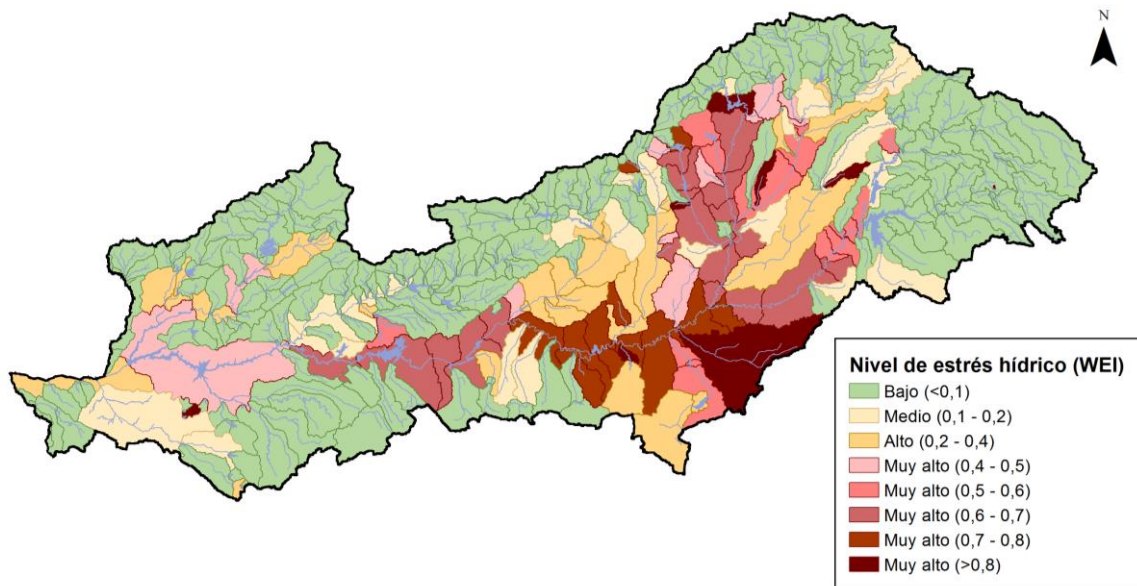 N
Nivel de estrés hídrico (WEI)
Bajo (<0,1)
Medio (0,1 - 0,2)
Alto (0,2 - 0,4)
Muy alto (0,4 - 0,5)
Muy alto (0,5 - 0,6)
Muy alto (0,6 - 0,7)
Muy alto (0,7 - 0,8)
Muy alto (>0,8)